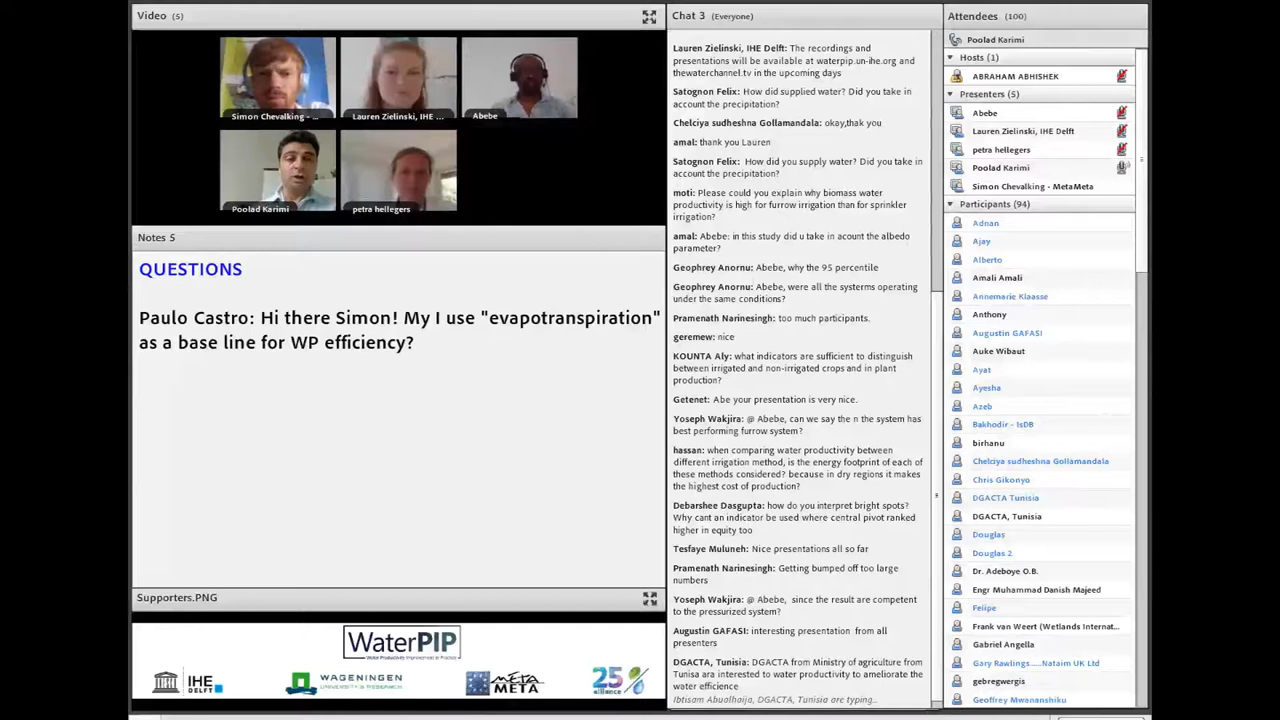 Video (5)
Simon Chevalking - ...
Lauren Zielinski, IHE ...
Abebe
Poolad Karimi
petra hellegers
Notes 5
QUESTIONS
Paulo Castro: Hi there Simon! My I use "evapotranspiration"
as a base line for WP efficiency?
Supporters.PNG
WaterPIP
Water Productivity Improvement in Practice
IHE
DELFT
WAGENINGEN
UNIVERSITY & RESEARCH
META
META
25
alliance
Chat 3 (Everyone)
Lauren Zielinski, IHE Delft: The recordings and
presentations will be available at waterpip.un-ihe.org and
thewaterchannel.tv in the upcoming days
Satognon Felix: How did supplied water? Did you take in
account the precipitation?
Chelciya sudheshna Gollamandala: okay,thak you
amal: thank you Lauren
Satognon Felix: How did you supply water? Did you take in
account the precipitation?
moti: Please could you explain why biomass water
productivity is high for furrow irrigation than for sprinkler
irrigation?
amal: Abebe: in this study did u take in acount the albedo
parameter?
Geophrey Anornu: Abebe, why the 95 percentile
Geophrey Anornu: Abebe, were all the systerms operating
under the same conditions?
Pramenath Narinesingh: too much participants.
geremew: nice
KOUNTA Aly: what indicators are sufficient to distinguish
between irrigated and non-irrigated crops and in plant
production?
Getenet: Abe your presentation is very nice.
Yoseph Wakjira: @ Abebe, can we say the n the system has
best performing furrow system?
hassan: when comparing water productivity between
different irrigation method, is the energy footprint of each of
these methods considered? because in dry regions it makes
the highest cost of production?
Debarshee Dasgupta: how do you interpret bright spots?
Why cant an indicator be used where central pivot ranked
higher in equity too
Tesfaye Muluneh: Nice presentations all so far
Pramenath Narinesingh: Getting bumped off too large
numbers
Yoseph Wakjira: @ Abebe, since the result are competent
to the pressurized system?
Augustin GAFASI: interesting presentation from all
presenters
DGACTA, Tunisia: DGACTA from Ministry of agriculture from
Tunisa are interested to water productivity to ameliorate the
water efficience
Ibtisam Abualhaija, DGACTA, Tunisia are typing...
Attendees (100)
Poolad Karimi
Hosts (1)
ABRAHAM ABHISHEK
Presenters (5)
Abebe
Lauren Zielinski, IHE Delft
petra hellegers
Poolad Karimi
Simon Chevalking - MetaMeta
Participants (94)
Adnan
Ajay
Alberto
Amali Amali
Annemarie Klaasse
Anthony
Augustin GAFASI
Auke Wibaut
Ayat
Ayesha
Azeb
Bakhodir - IsDB
birhanu
Chelciya sudheshna Gollamandala
Chris Gikonyo
DGACTA Tunisia
DGACTA, Tunisia
Douglas
Douglas 2
Dr. Adeboye O.B.
Engr Muhammad Danish Majeed
Felipe
Frank van Weert (Wetlands Internat...
Gabriel Angella
Gary Rawlings.....Nataim UK Ltd
gebregwergis
Geoffrey Mwananshiku